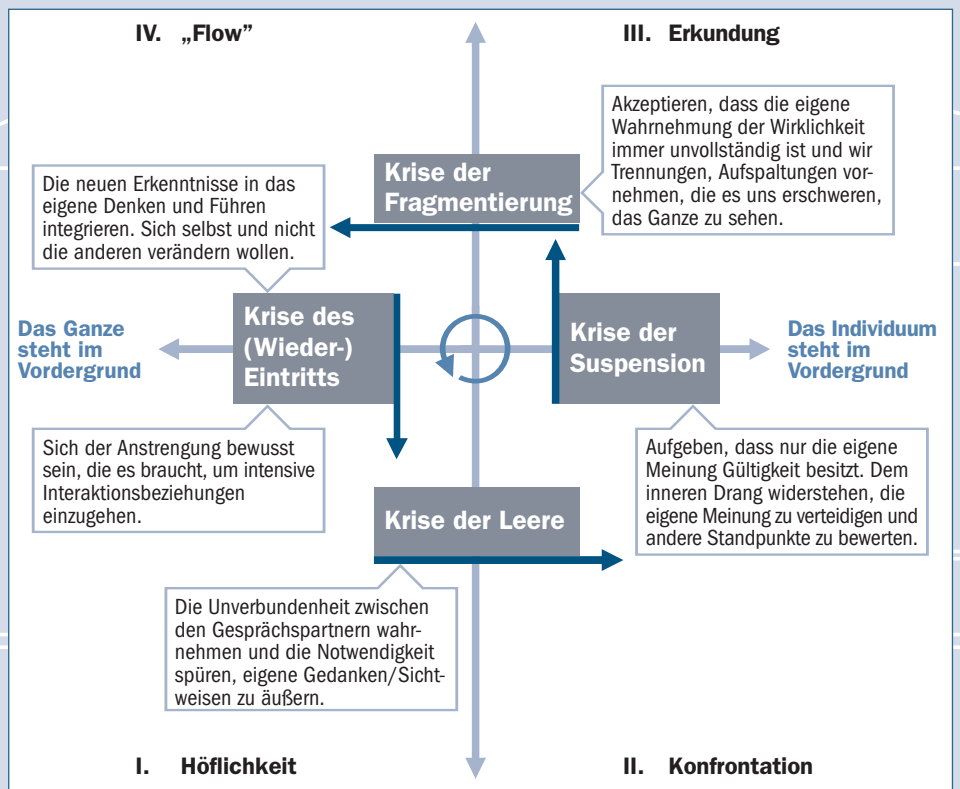 IV. „Flow”
III. Erkundung
Akzeptieren, dass die eigene
Wahrnehmung der Wirklichkeit
immer unvollständig ist und wir
Trennungen, Aufspaltungen vor-
nehmen, die es uns erschweren,
das Ganze zu sehen.
Krise der
Fragmentierung
Die neuen Erkenntnisse in das
eigene Denken und Führen
integrieren. Sich selbst und nicht
die anderen verändern wollen.
Das Ganze
steht im
Vordergrund
Krise des
(Wieder-)
Eintritts
Krise der
Suspension
Das Individuum
steht im
Vordergrund
Sich der Anstrengung bewusst
sein, die es braucht, um intensive
Interaktionsbeziehungen
einzugehen.
Aufgeben, dass nur die eigene
Meinung Gültigkeit besitzt. Dem
inneren Drang widerstehen, die
eigene Meinung zu verteidigen und
andere Standpunkte zu bewerten.
Krise der Leere
Die Unverbundenheit zwischen
den Gesprächspartnern wahr-
nehmen und die Notwendigkeit
spüren, eigene Gedanken/Sicht-
weisen zu äußern.
I. Höflichkeit
II. Konfrontation